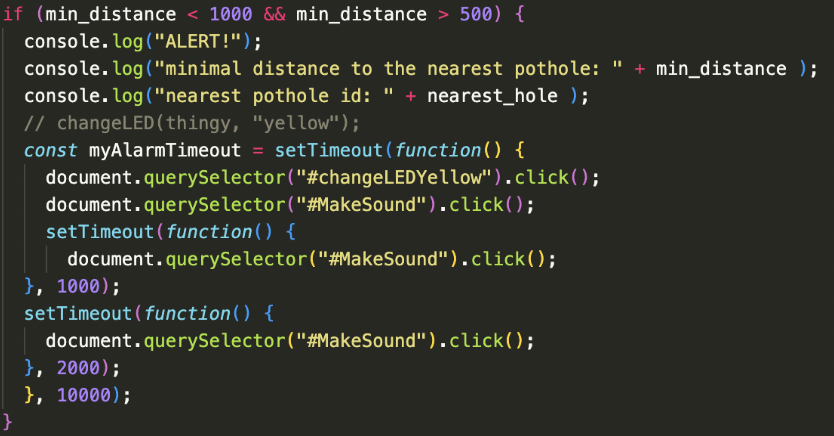 if (min_distance < 1000 && min_distance > 500) {
  console.log("ALERT!");
  console.log("minimal distance to the nearest pothole: " + min_distance );
  console.log("nearest pothole id: " + nearest_hole );
  // changeLED(thingy, "yellow");
  const myAlarmTimeout = setTimeout(function() {
    document.querySelector("#changeLEDYellow").click();
    document.querySelector("#MakeSound").click();
    setTimeout(function() {
      document.querySelector("#MakeSound").click();
  }, 1000);
  setTimeout(function() {
    document.querySelector("#MakeSound").click();
  }, 2000);
  }, 10000);
}